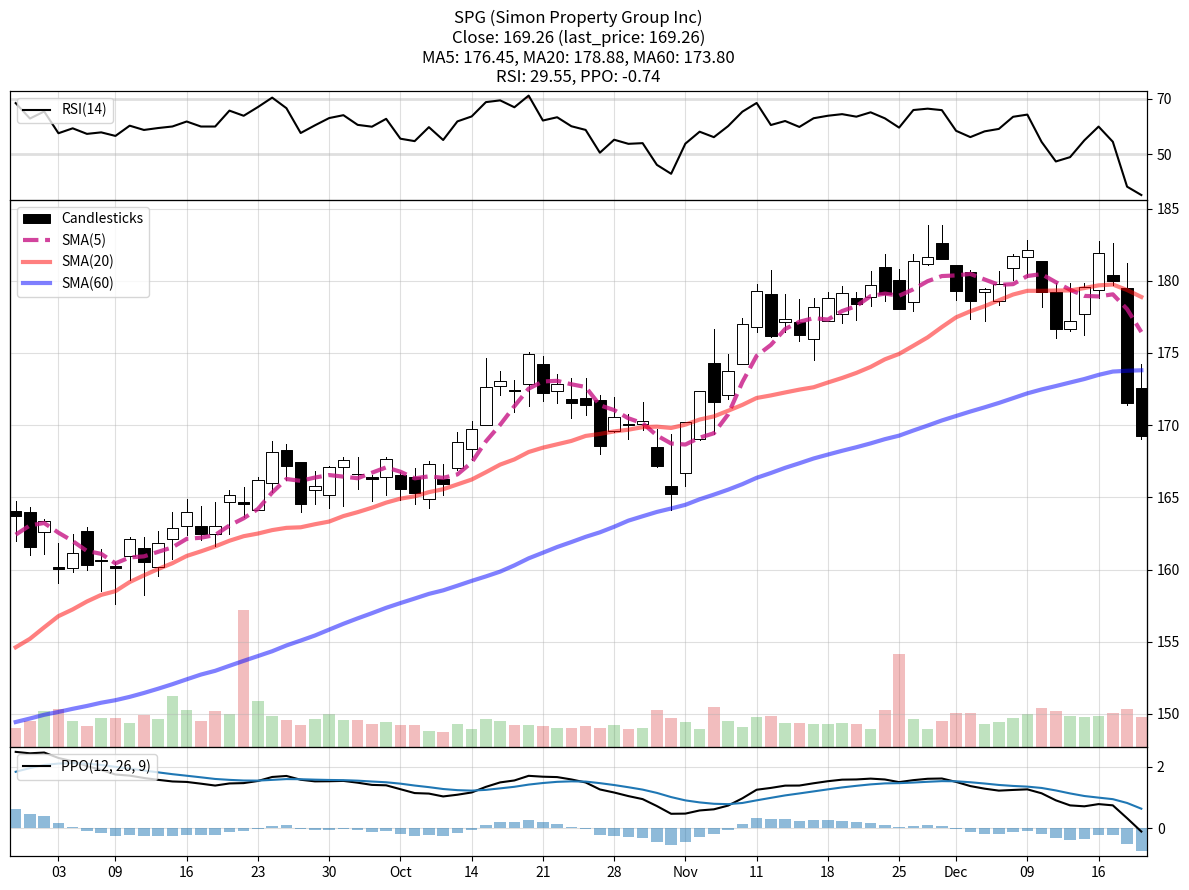 SPG (Simon Property Group Inc)
Close: 169.26 (last_price: 169.26)
MA5: 176.45, MA20: 178.88, MA60: 173.80
RSI: 29.55, PPO: -0.74
RSI(14)
70
50
Candlesticks
SMA(5)
SMA(20)
SMA(60)
185
180
175
170
165
160
155
150
PPO(12, 26, 9)
2
0
03 09 16 23 30 Oct 14 21 28 Nov 11 18 25 Dec 09 16